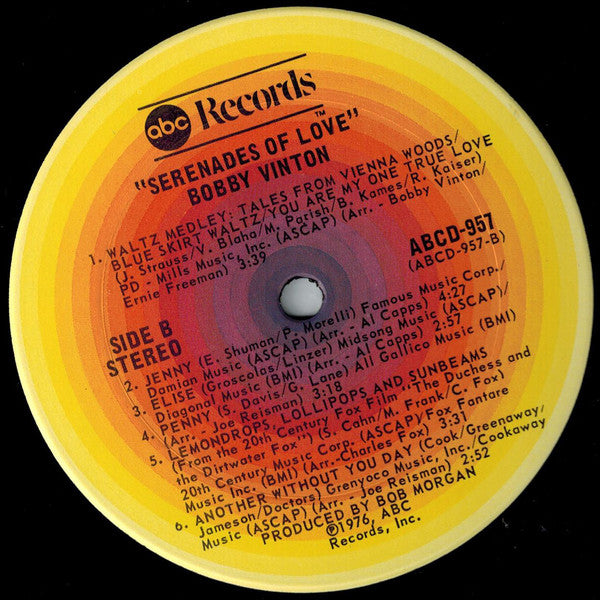 abc Records™
"SERENADES OF LOVE"
BOBBY VINTON
1. WALTZ MEDLEY: TALES FROM VIENNA WOODS/
BLUE SKIRT WALTZ/YOU ARE MY ONE TRUE LOVE
(J. Strauss/V. Blaha/M. Parish/B. Kames/R. Kaiser)
PD - Mills Music, Inc. (ASCAP) (Arr. - Bobby Vinton/
Ernie Freeman) 3:39
ABCD-957
(ABCD-957-B)
SIDE B
STEREO
2. JENNY (E. Shuman/P. Morelli) Famous Music Corp./
Damian Music (ASCAP) (Arr. - Al Capps) 4:27
3. ELISE (Groscolas/Linzer) Midsong Music (ASCAP)/
Diagonal Music (BMI) (Arr. - Al Capps) 2:57
4. PENNY (S. Davis/G. Lane) All Gallico Music (BMI)
(Arr. - Joe Reisman) 3:18
5. LEMONDROPS, LOLLIPOPS AND SUNBEAMS
(From the 20th Century Fox Film "The Duchess and
the Dirtwater Fox") (S. Cahn/M. Frank/C. Fox)
20th Century Music Corp. (ASCAP)/Fox Fantare
Music Inc. (BMI) (Arr.-Charles Fox) 3:31
6. ANOTHER WITHOUT YOU DAY (Cook/Greenaway/
Jameson/Doctors) Grenyoco Music, Inc./Cookaway
Music (ASCAP) (Arr. - Joe Reisman) 2:52
PRODUCED BY BOB MORGAN
℗1976, ABC
Records, Inc.